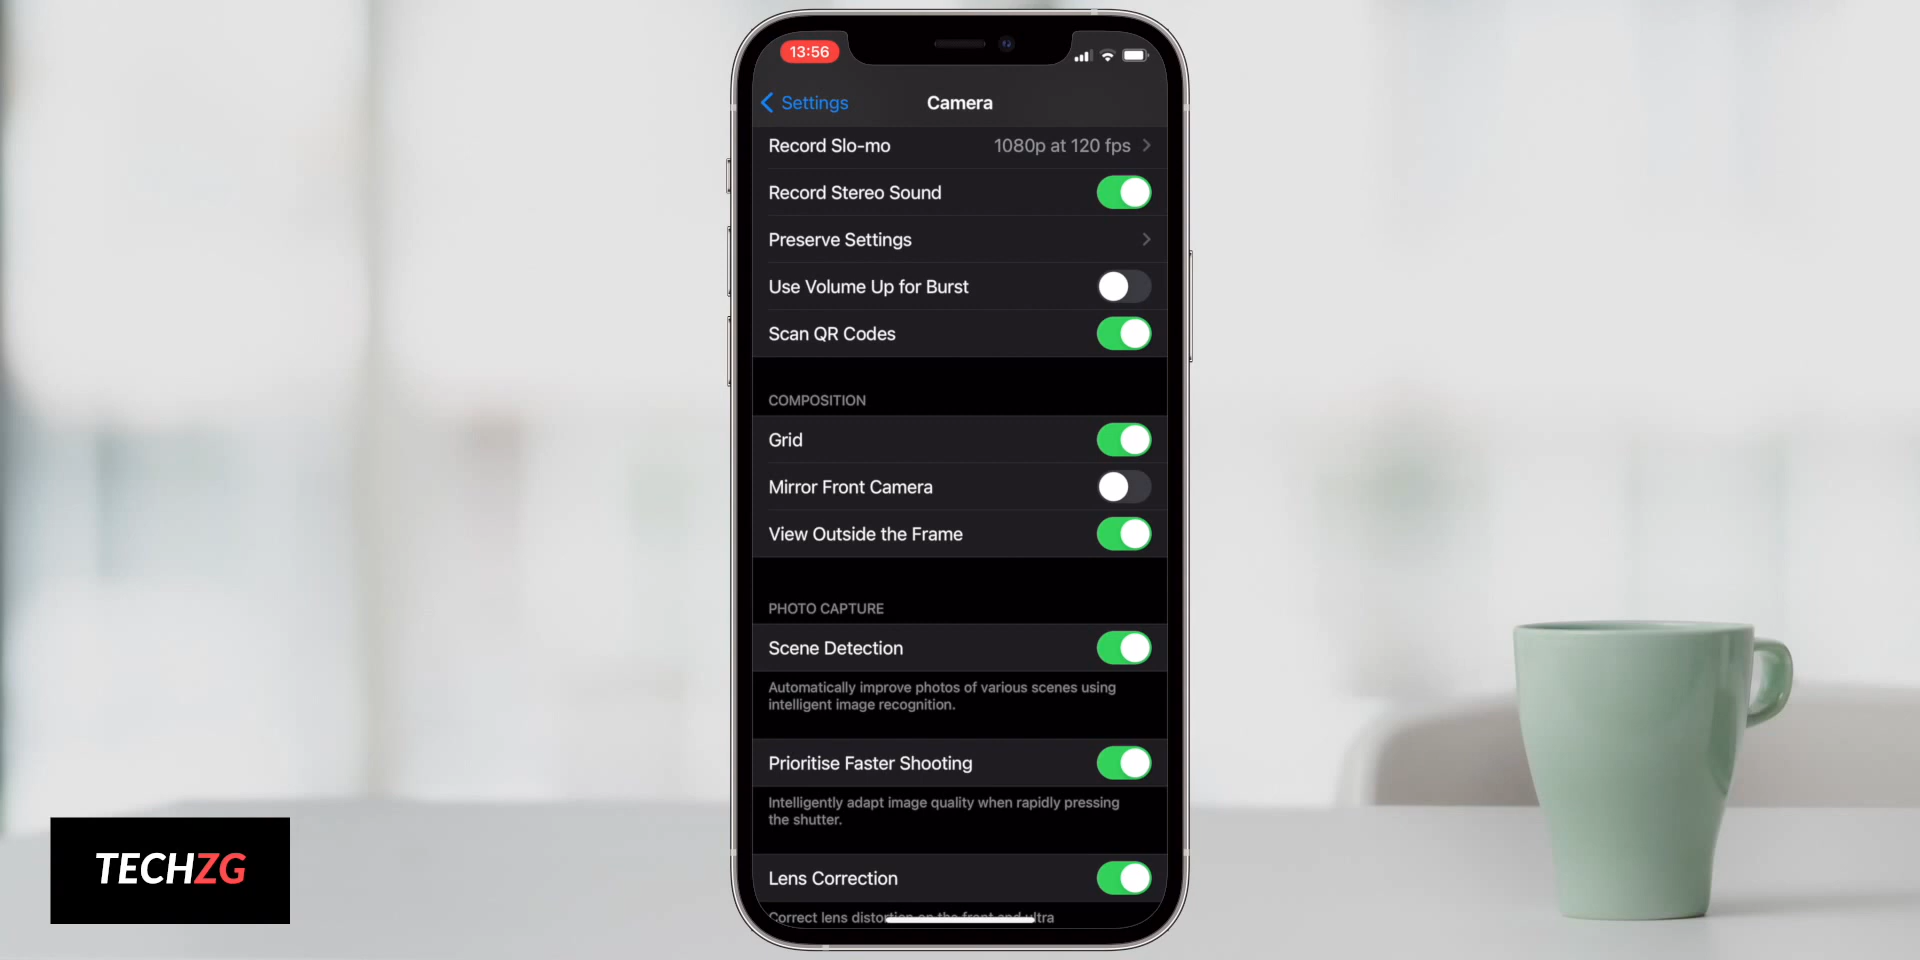 13:56
Settings
Camera
Record Slo-mo 1080p at 120 fps
Record Stereo Sound
Preserve Settings
Use Volume Up for Burst
Scan QR Codes
COMPOSITION
Grid
Mirror Front Camera
View Outside the Frame
PHOTO CAPTURE
Scene Detection
Automatically improve photos of various scenes using
intelligent image recognition.
Prioritise Faster Shooting
Intelligently adapt image quality when rapidly pressing
the shutter.
Lens Correction
Correct lens distortion on the front and ultra
TECHZG